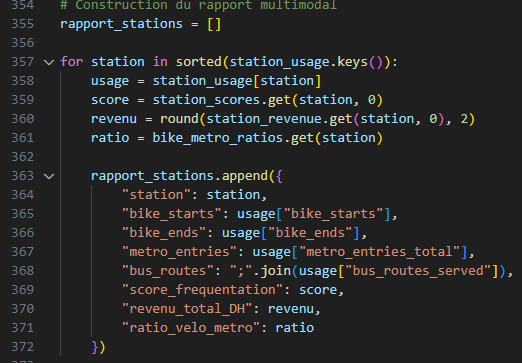 354 # Construction du rapport multimodal
355 rapport_stations = []
356
357 for station in sorted(station_usage.keys()):
358     usage = station_usage[station]
359     score = station_scores.get(station, 0)
360     revenu = round(station_revenue.get(station, 0), 2)
361     ratio = bike_metro_ratios.get(station)
362
363     rapport_stations.append({
364         "station": station,
365         "bike_starts": usage["bike_starts"],
366         "bike_ends": usage["bike_ends"],
367         "metro_entries": usage["metro_entries_total"],
368         "bus_routes": ";".join(usage["bus_routes_served"]),
369         "score_frequentation": score,
370         "revenu_total_DH": revenu,
371         "ratio_velo_metro": ratio
372     })